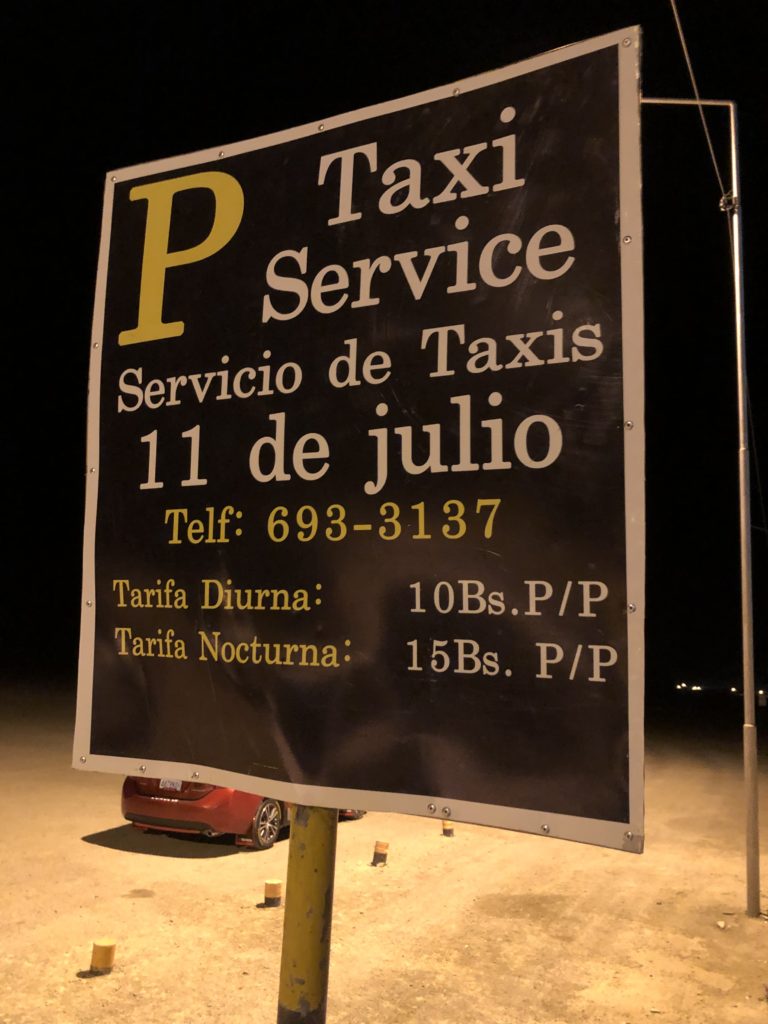 P
Taxi
Service
Servicio de Taxis
11 de julio
Telf: 693-3137
Tarifa Diurna: 10Bs.P/P
Tarifa Nocturna: 15Bs. P/P